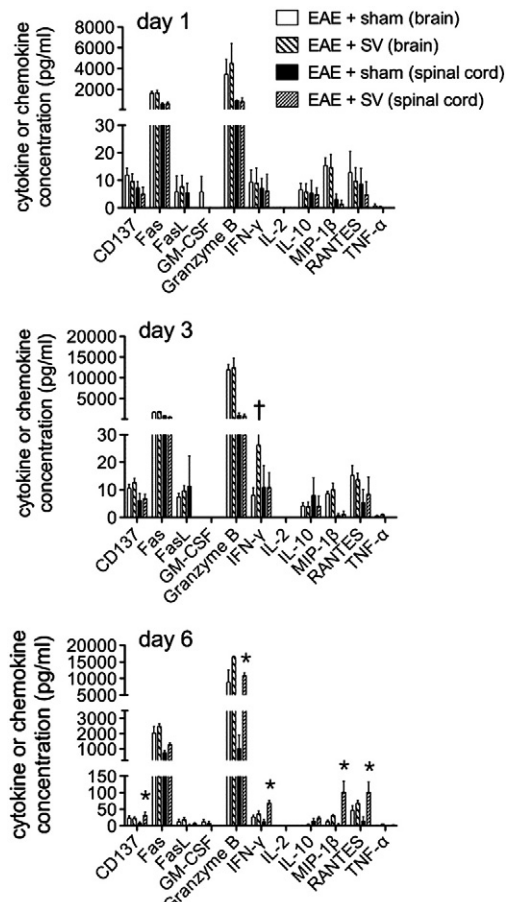 day 1
EAE + sham (brain)
EAE + SV (brain)
EAE + sham (spinal cord)
EAE + SV (spinal cord)
cytokine or chemokine
concentration (pg/ml)
8000
6000
4000
2000
30
20
10
0
CD137
Fas
FasL
GM-CSF
Granzyme B
IFN-γ
IL-2
IL-10
MIP-1β
RANTES
TNF-α
day 3
cytokine or chemokine
concentration (pg/ml)
20000
15000
10000
5000
†
30
20
10
0
CD137
Fas
FasL
GM-CSF
Granzyme B
IFN-γ
IL-2
IL-10
MIP-1β
RANTES
TNF-α
day 6
cytokine or chemokine
concentration (pg/ml)
20000
15000
10000
5000
*
3000
2000
1000
150
100
50
0
* * * *
CD137
Fas
FasL
GM-CSF
Granzyme B
IFN-γ
IL-2
IL-10
MIP-1β
RANTES
TNF-α